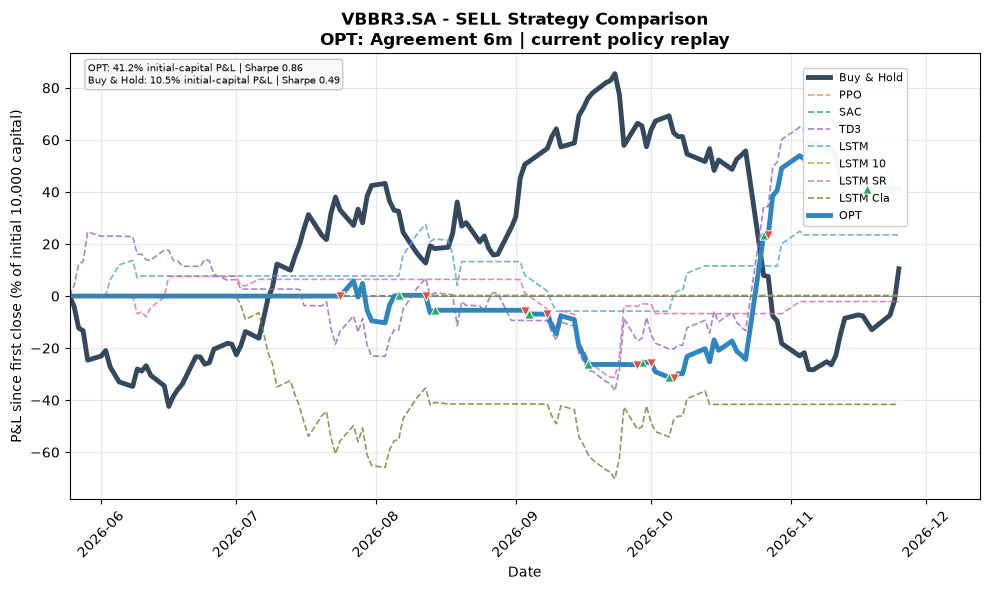 VBBR3.SA - SELL Strategy Comparison
OPT: Agreement 6m | current policy replay
OPT: 41.2% initial-capital P&L | Sharpe 0.86
Buy & Hold: 10.5% initial-capital P&L | Sharpe 0.49
Buy & Hold
PPO
SAC
TD3
LSTM
LSTM 10
LSTM SR
LSTM Cla
OPT
P&L since first close (% of initial 10,000 capital)
80
60
40
20
0
−20
−40
−60
2026-06
2026-07
2026-08
2026-09
2026-10
2026-11
2026-12
Date